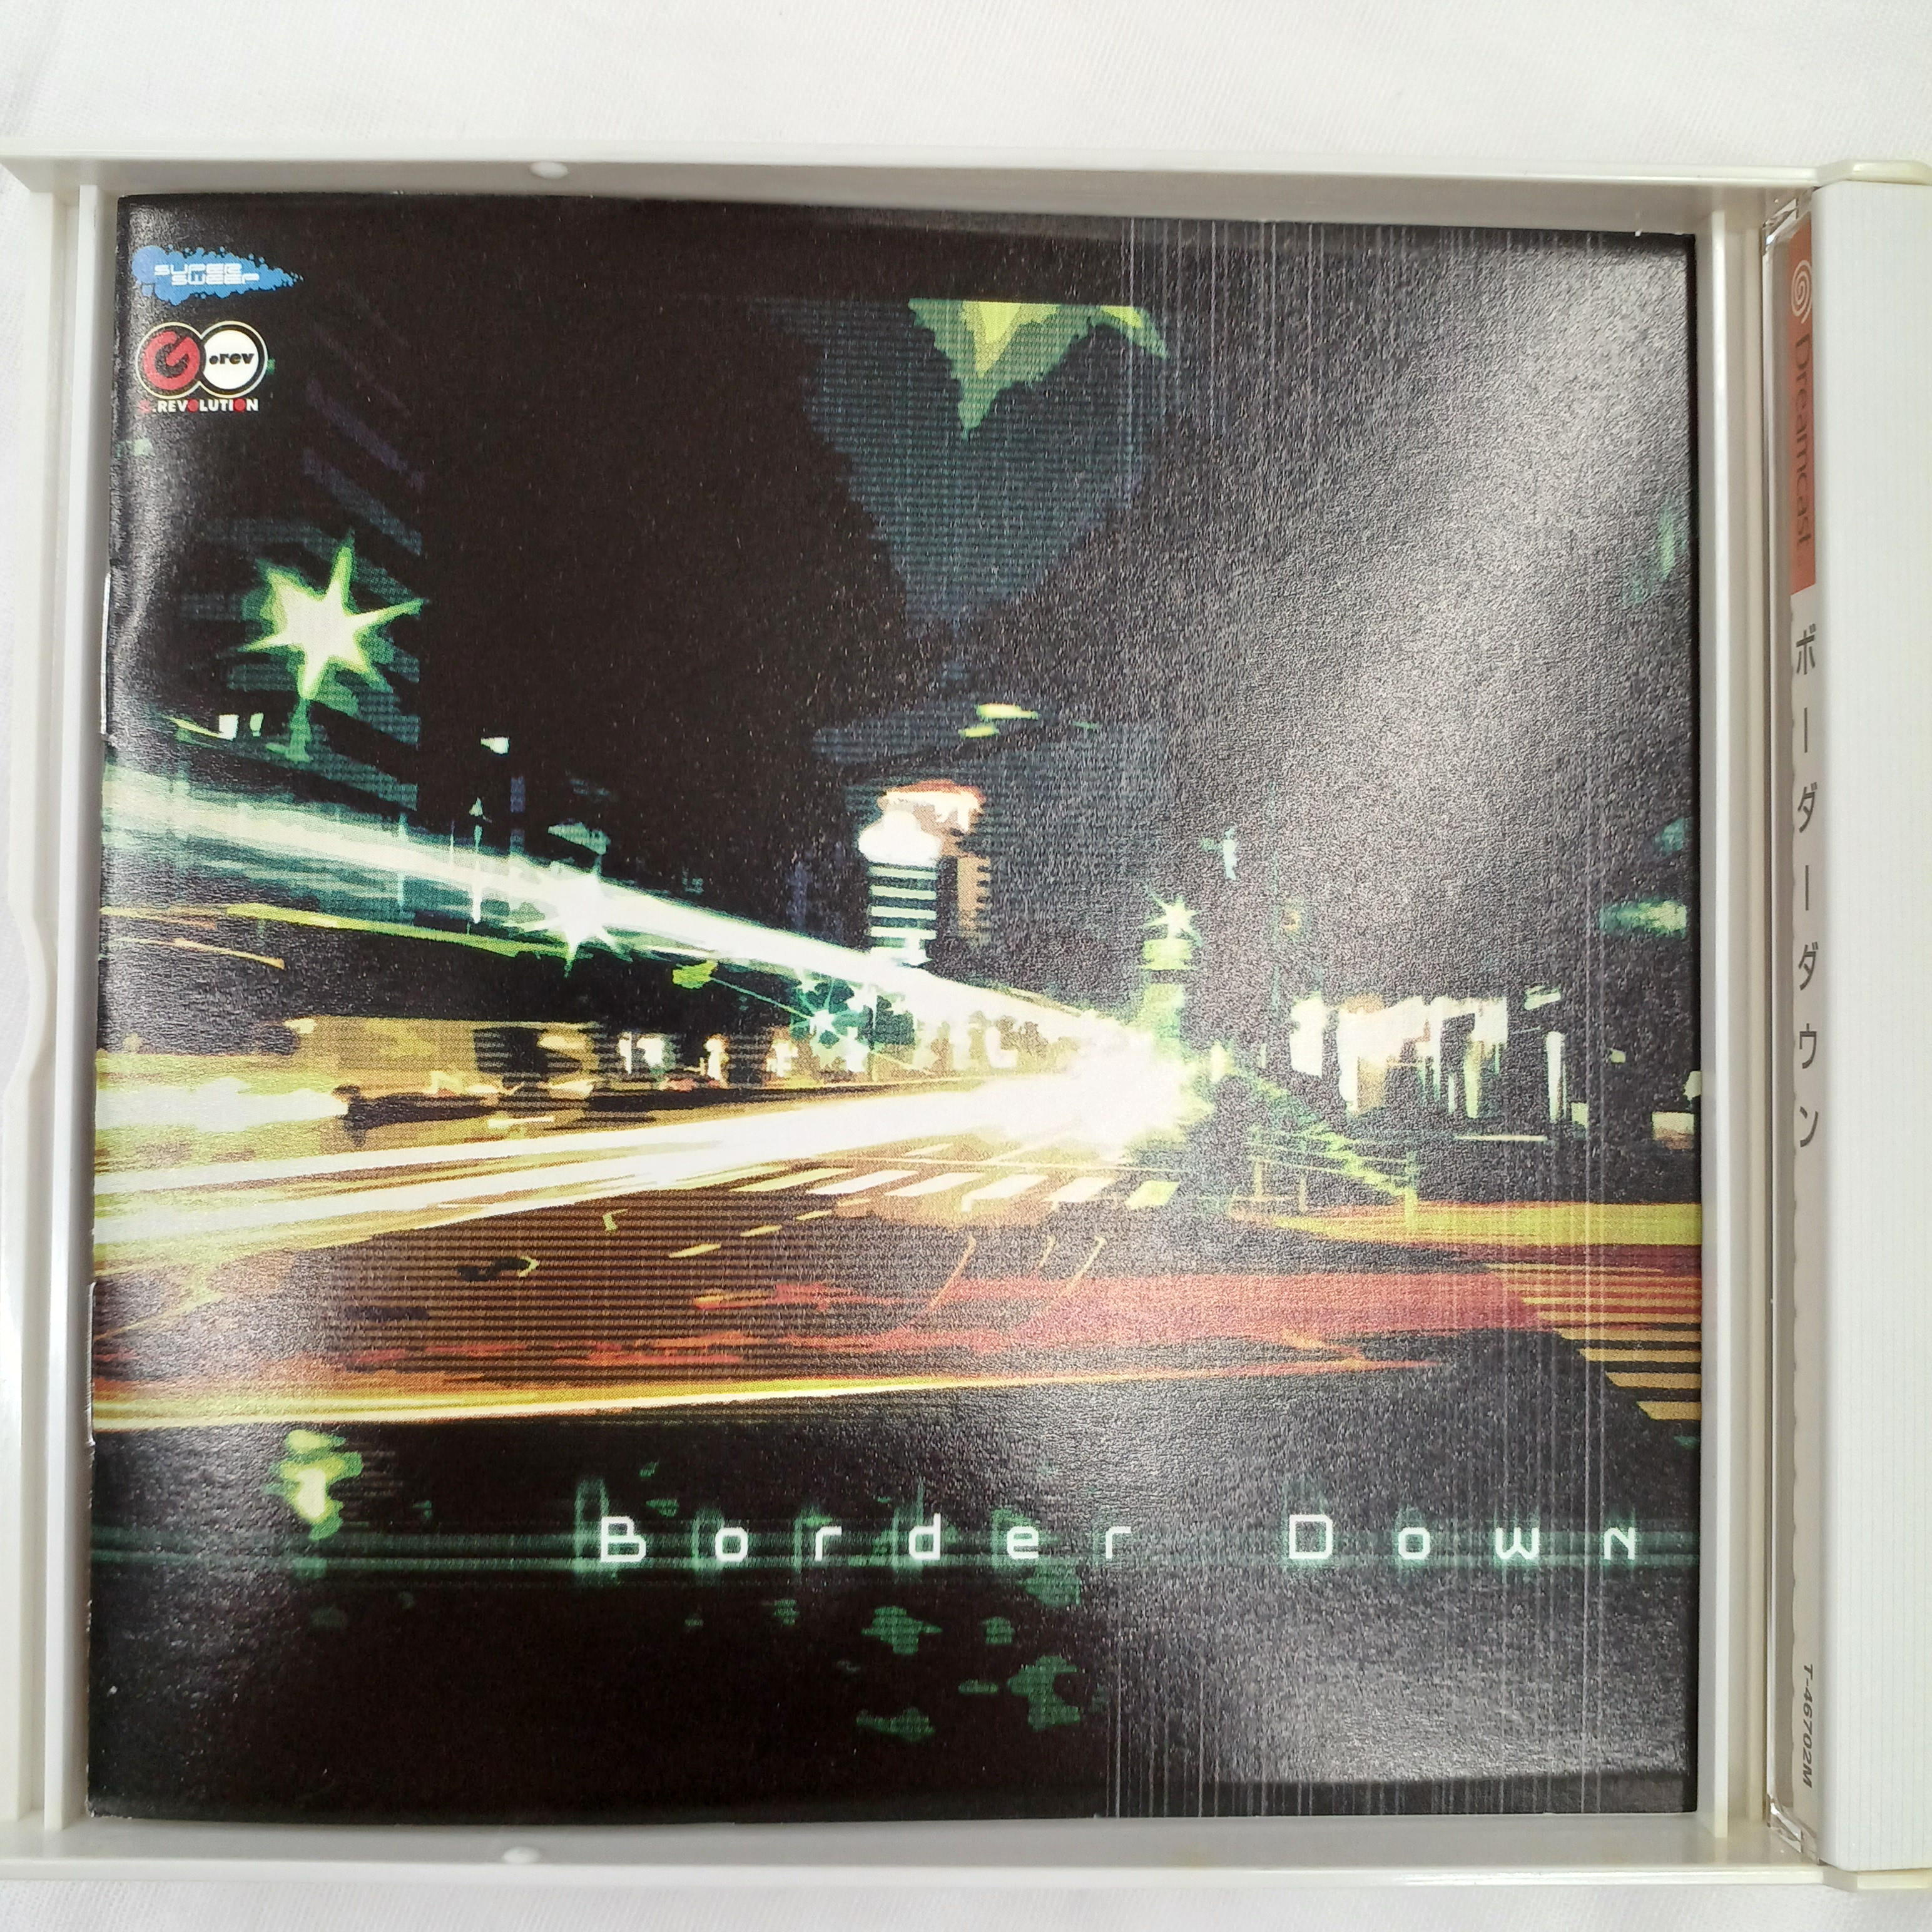 SUPER
SWEEP
.rev
G.REVOLUTION
Border Down
Dreamcast
ボーダーダウン
T-46702M